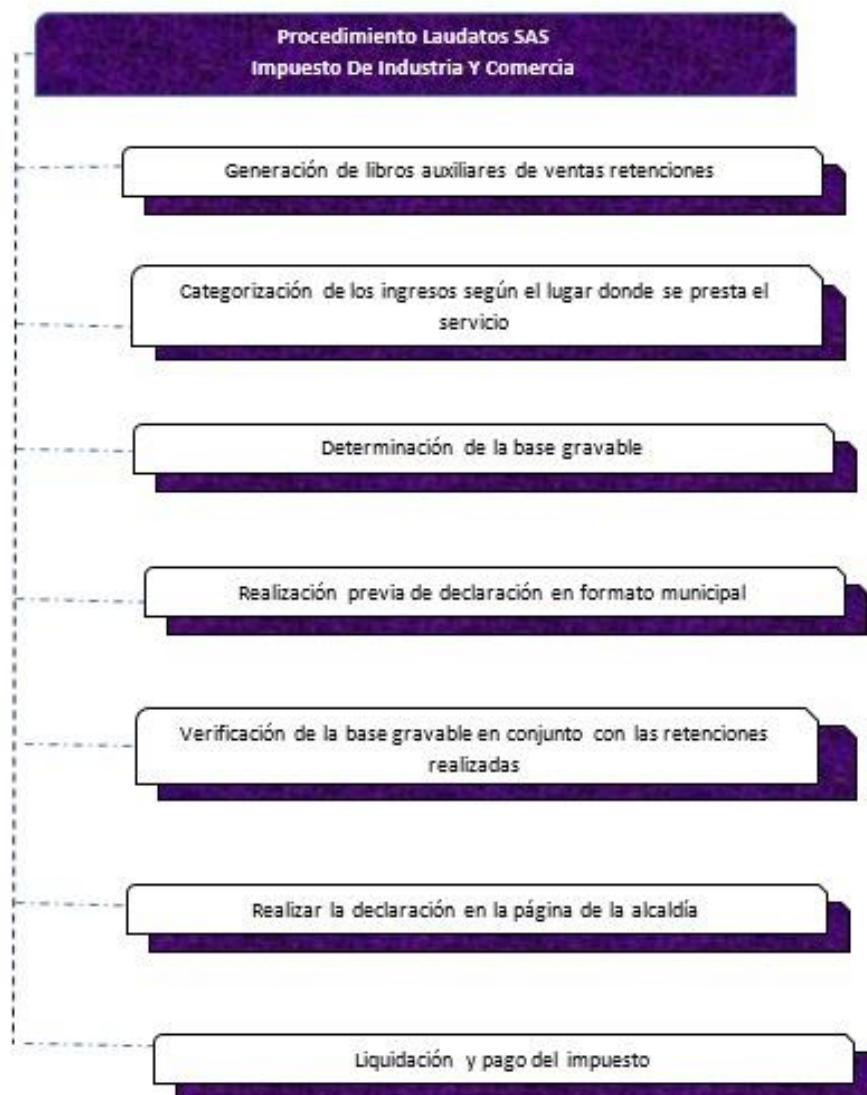 Procedimiento Laudatos SAS
Impuesto De Industria Y Comercia
Generación de libros auxiliares de ventas retenciones
Categorización de los ingresos según el lugar donde se presta el
servicio
Determinación de la base gravable
Realización previa de declaración en formato municipal
Verificación de la base gravable en conjunto con las retenciones
realizadas
Realizar la declaración en la página de la alcaldía
Liquidación y pago del impuesto